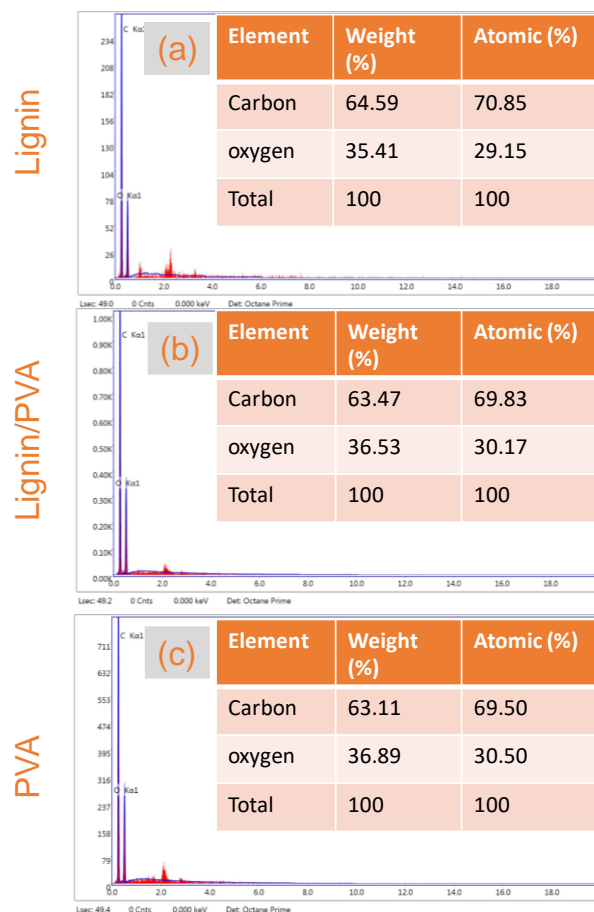 Lignin
(a)
C Kα1
O Kα1
234
208
182
156
130
104
78
52
26
0.0 2.0 4.0 6.0 8.0 10.0 12.0 14.0 16.0 18.0
Lsec: 49.0 0 Cnts 0.000 keV Det: Octane Prime
Element Weight (%) Atomic (%)
Carbon 64.59 70.85
oxygen 35.41 29.15
Total 100 100
Lignin/PVA
(b)
C Kα1
O Kα1
1.00K
0.90K
0.80K
0.70K
0.60K
0.50K
0.40K
0.30K
0.20K
0.10K
0.00K
0.0 2.0 4.0 6.0 8.0 10.0 12.0 14.0 16.0 18.0
Lsec: 49.2 0 Cnts 0.000 keV Det: Octane Prime
Element Weight (%) Atomic (%)
Carbon 63.47 69.83
oxygen 36.53 30.17
Total 100 100
PVA
(c)
C Kα1
O Kα1
711
632
553
474
395
316
237
158
79
0
0.0 2.0 4.0 6.0 8.0 10.0 12.0 14.0 16.0 18.0
Lsec: 49.4 0 Cnts 0.000 keV Det: Octane Prime
Element Weight (%) Atomic (%)
Carbon 63.11 69.50
oxygen 36.89 30.50
Total 100 100